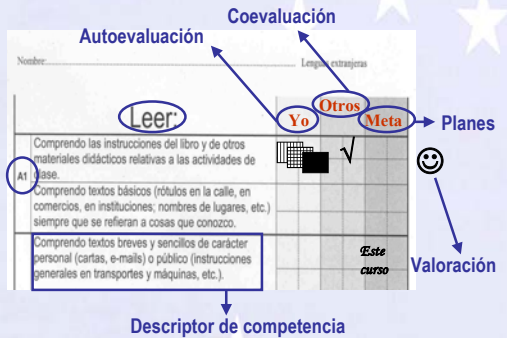 Coevaluación
Autoevaluación
Nombre:
Lenguas extranjeras
Leer:
Yo
Otros
Meta
Planes
Comprendo las instrucciones del libro y de otros
materiales didácticos relativas a las actividades de
A1 clase.
√
Comprendo textos básicos (rótulos en la calle, en
comercios, en instituciones; nombres de lugares, etc.)
siempre que se refieran a cosas que conozco.
Comprendo textos breves y sencillos de carácter
personal (cartas, e-mails) o público (instrucciones
generales en transportes y máquinas, etc.).
Este
curso
Valoración
Descriptor de competencia